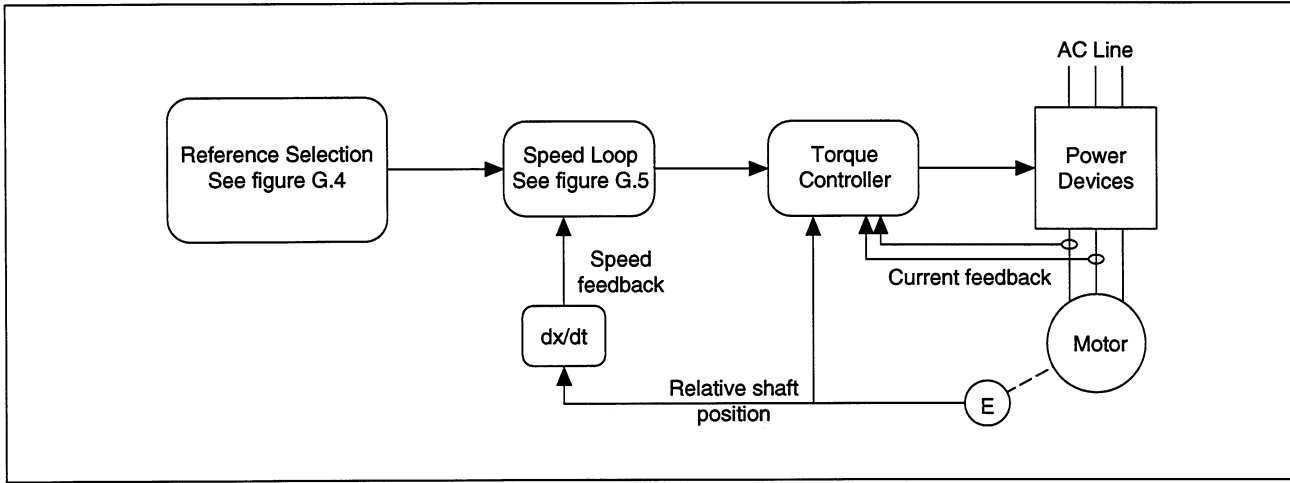 AC Line
Reference Selection
See figure G.4
Speed Loop
See figure G.5
Torque
Controller
Power
Devices
Speed
feedback
Current feedback
dx/dt
Motor
Relative shaft
position
E